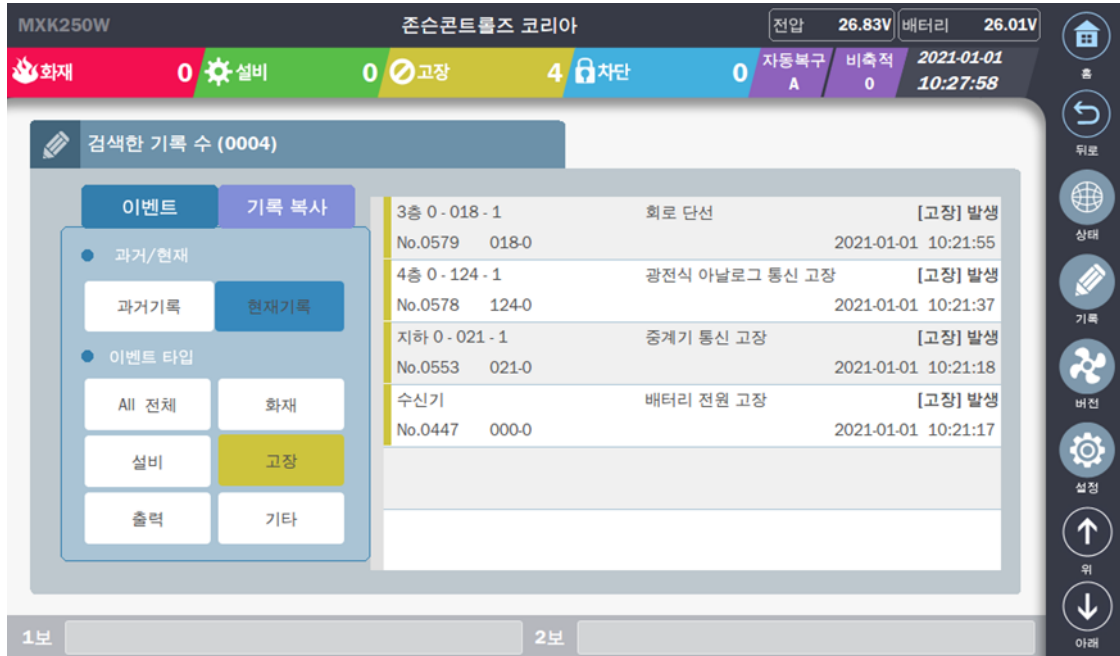 MXK250W 존슨콘트롤즈 코리아 전압 26.83V 배터리 26.01V
화재 0 설비 0 고장 4 차단 0 자동복구 A 비축적 0 2021-01-01 10:27:58
홈
뒤로
상태
기록
버전
설정
위
아래
검색한 기록 수 (0004)
이벤트 기록 복사
과거/현재
과거기록 현재기록
이벤트 타입
All 전체 화재
설비 고장
출력 기타
3층 0 - 018 - 1 회로 단선 [고장] 발생
No.0579 018-0 2021-01-01 10:21:55
4층 0 - 124 - 1 광전식 아날로그 통신 고장 [고장] 발생
No.0578 124-0 2021-01-01 10:21:37
지하 0 - 021 - 1 중계기 통신 고장 [고장] 발생
No.0553 021-0 2021-01-01 10:21:18
수신기 배터리 전원 고장 [고장] 발생
No.0447 000-0 2021-01-01 10:21:17
1보 2보